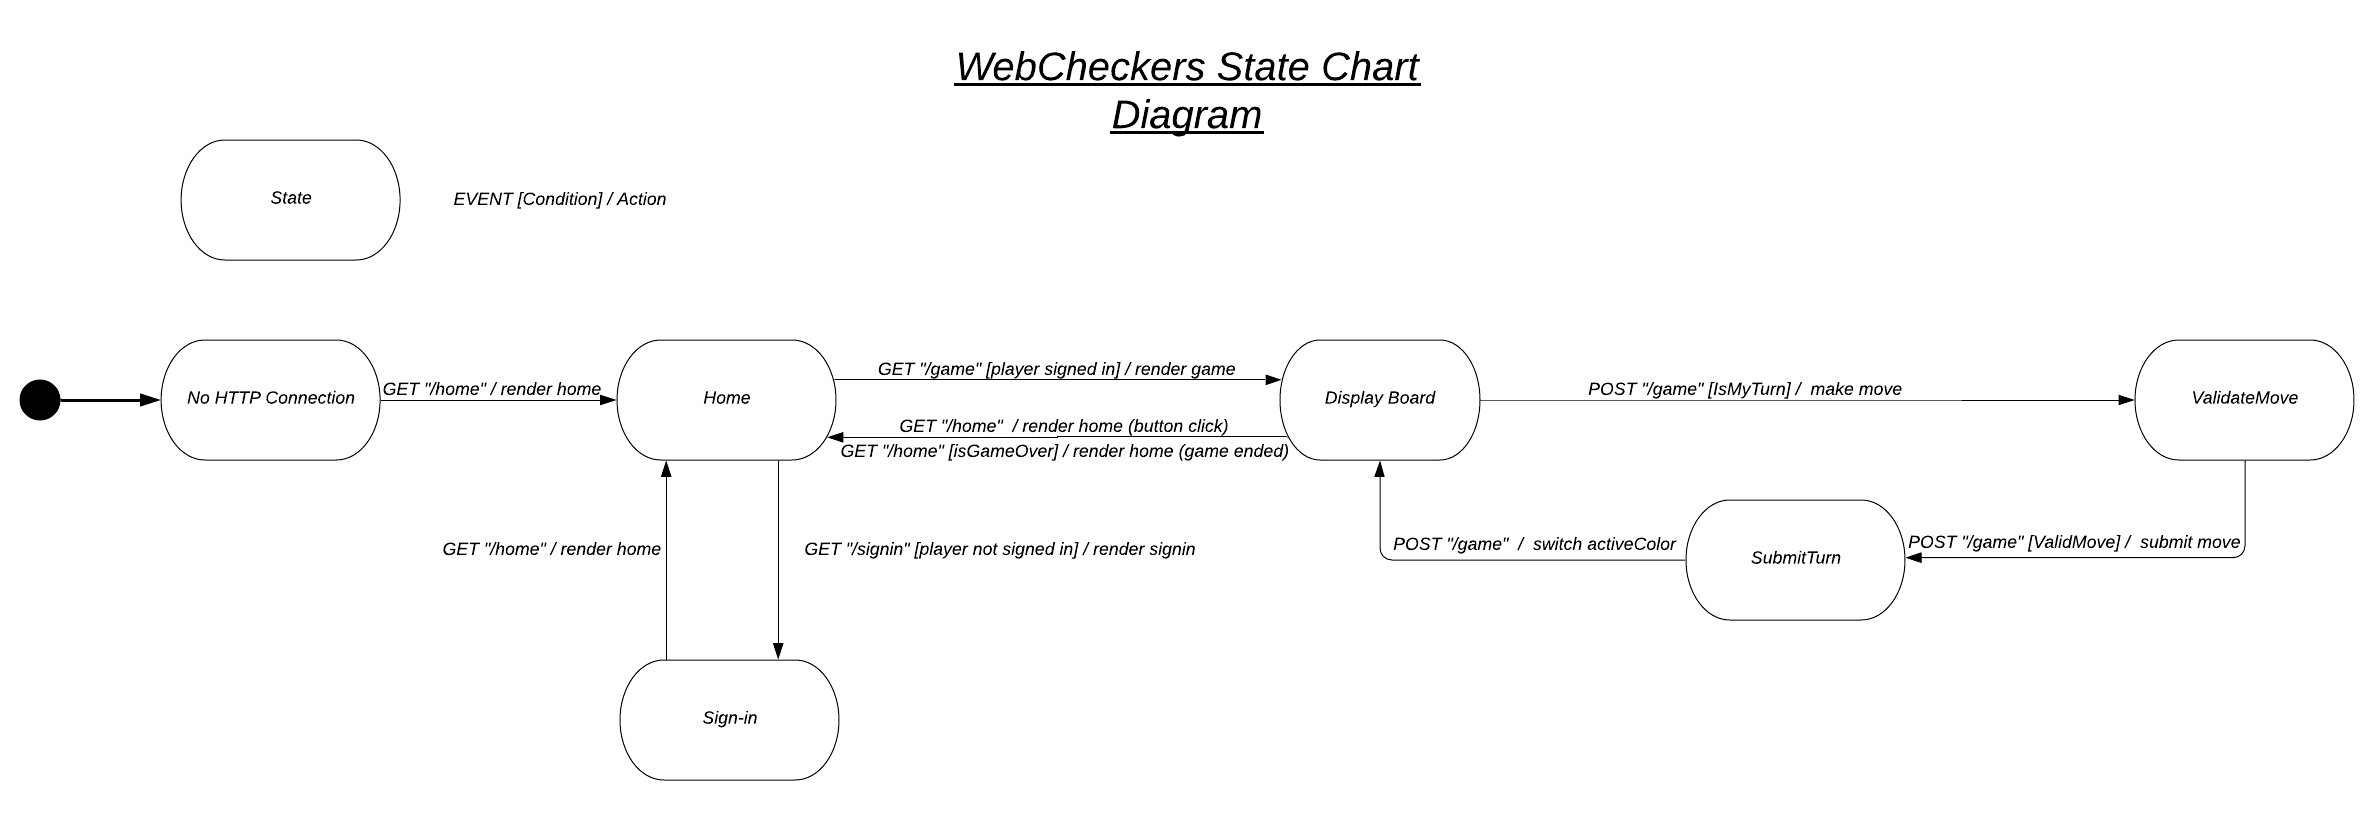 WebCheckers State Chart
Diagram
State
EVENT [Condition] / Action
No HTTP Connection
GET "/home" / render home
Home
GET "/game" [player signed in] / render game
GET "/home"  / render home (button click)
GET "/home" [isGameOver] / render home (game ended)
Display Board
POST "/game" [IsMyTurn] /  make move
ValidateMove
GET "/home" / render home
GET "/signin" [player not signed in] / render signin
POST "/game"  /  switch activeColor
SubmitTurn
POST "/game" [ValidMove] /  submit move
Sign-in